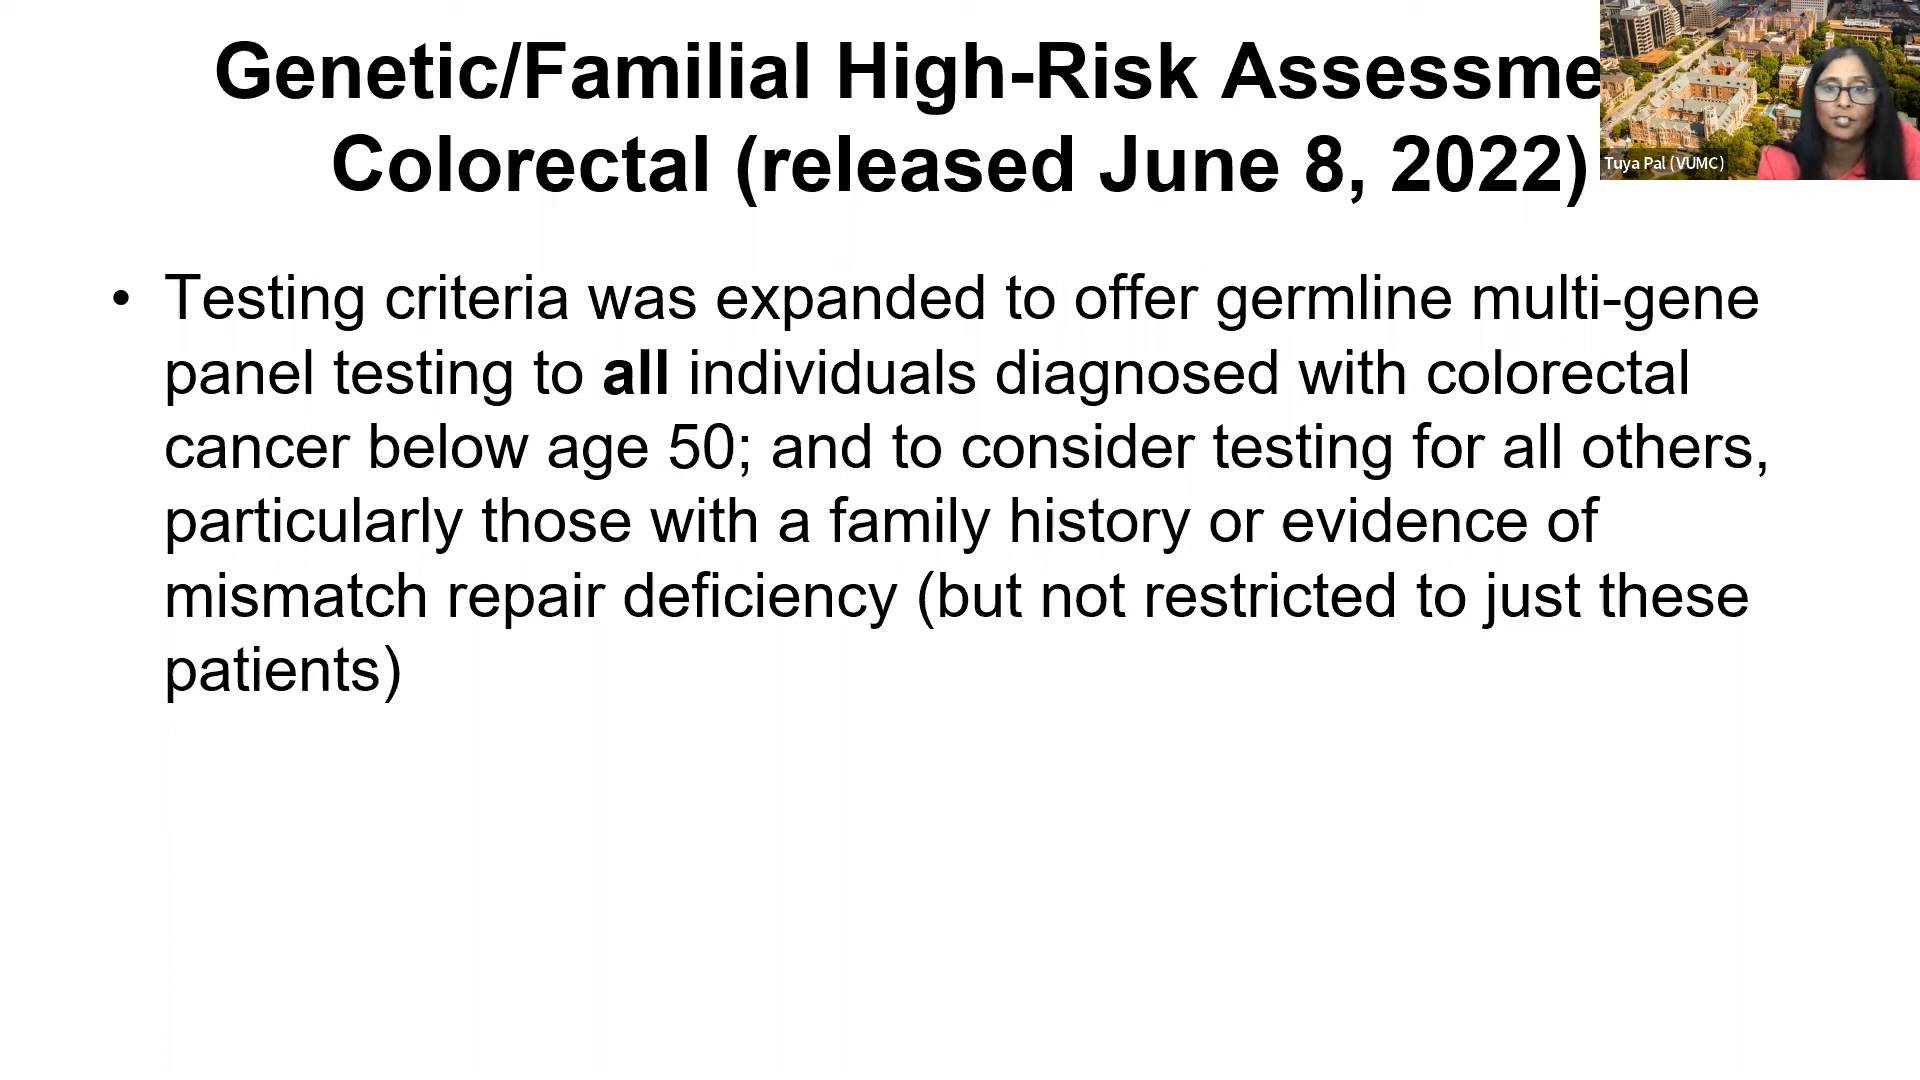 Genetic/Familial High-Risk Assessme
Colorectal (released June 8, 2022)
Tuya Pal (VUMC)
• Testing criteria was expanded to offer germline multi-gene
panel testing to all individuals diagnosed with colorectal
cancer below age 50; and to consider testing for all others,
particularly those with a family history or evidence of
mismatch repair deficiency (but not restricted to just these
patients)